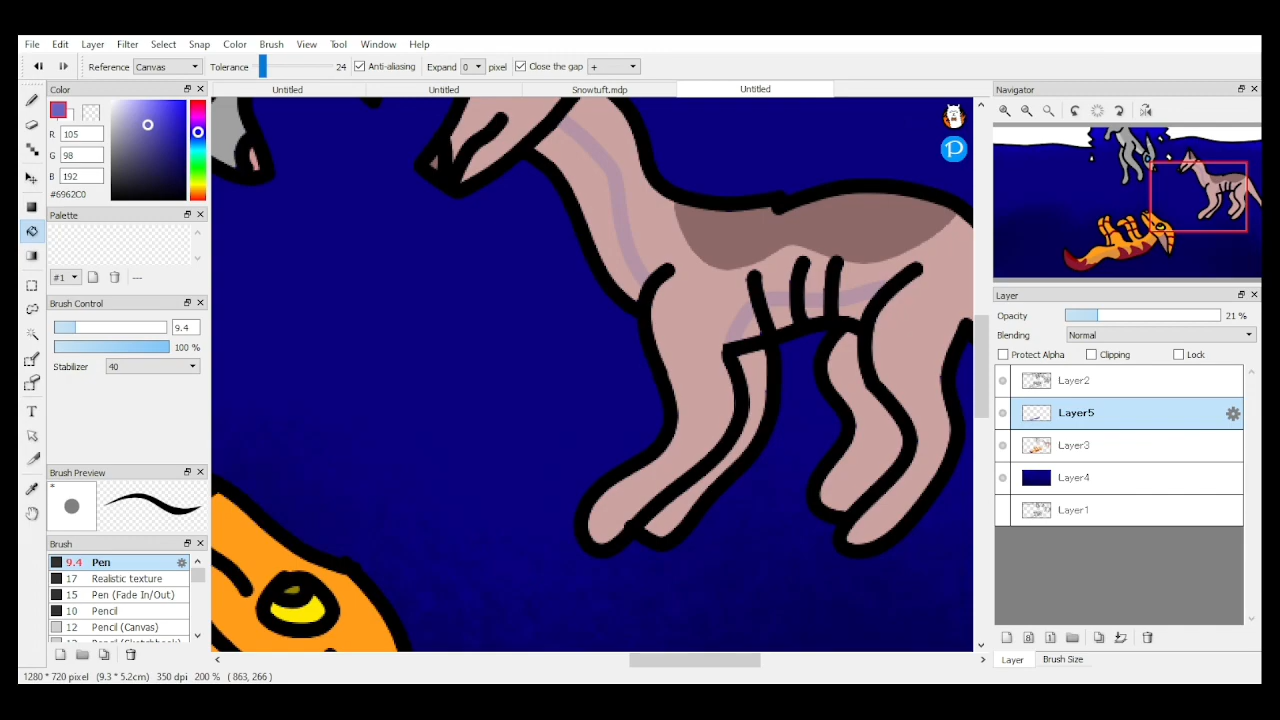 File Edit Layer Filter Select Snap Color Brush View Tool Window Help
Reference Canvas Tolerance 24 Anti-aliasing Expand 0 pixel Close the gap +
Color
R 105
G 98
B 192
#6962C0
Palette
#1 ---
Brush Control
9.4
100 %
Stabilizer 40
Brush Preview
*
Brush
9.4 Pen
17 Realistic texture
15 Pen (Fade In/Out)
10 Pencil
12 Pencil (Canvas)
12 Pencil (Sketchbook)
Untitled Untitled Snowtuft.mdp Untitled
P
Navigator
Layer
Opacity 21 %
Blending Normal
Protect Alpha Clipping Lock
Layer2
Layer5
Layer3
Layer4
Layer1
Layer Brush Size
1280 * 720 pixel (9.3 * 5.2cm) 350 dpi 200 % ( 863, 266 )